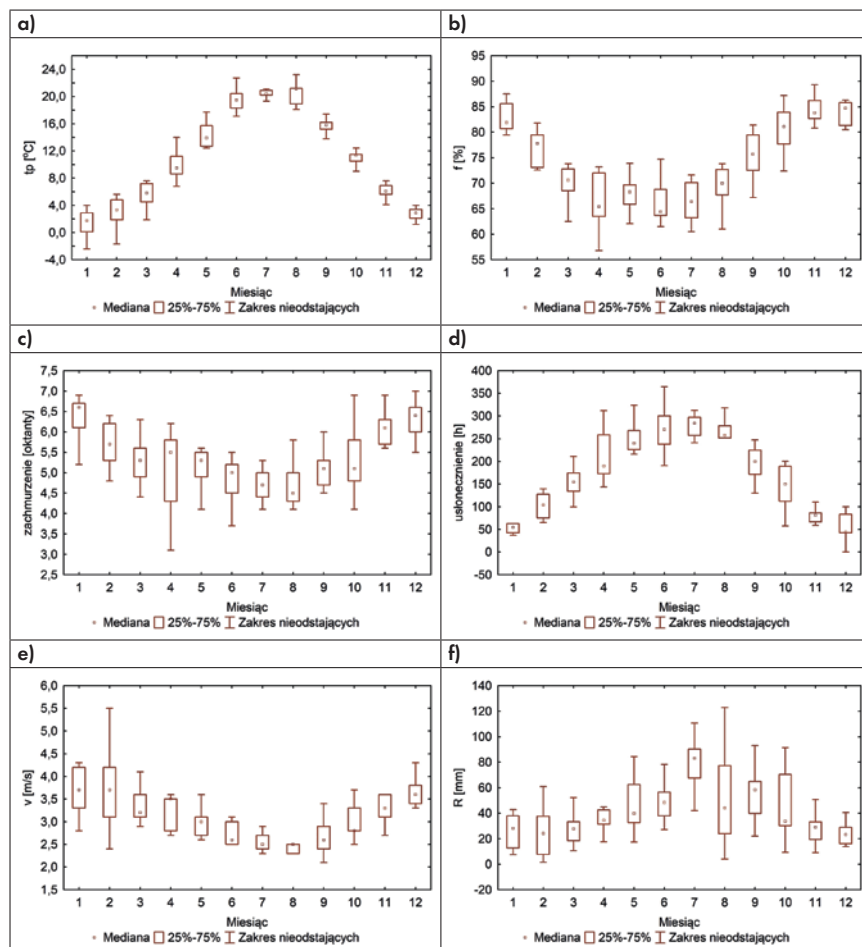 a)
24,0
20,0
16,0
12,0
8,0
4,0
0,0
-4,0
tp [ºC]
1 2 3 4 5 6 7 8 9 10 11 12
Miesiąc
Mediana 25%-75% Zakres nieodstających
b)
95
90
85
80
75
70
65
60
55
f [%]
1 2 3 4 5 6 7 8 9 10 11 12
Miesiąc
Mediana 25%-75% Zakres nieodstających
c)
7,5
7,0
6,5
6,0
5,5
5,0
4,5
4,0
3,5
3,0
2,5
zachmurzenie [oktanty]
1 2 3 4 5 6 7 8 9 10 11 12
Miesiąc
Mediana 25%-75% Zakres nieodstających
d)
400
350
300
250
200
150
100
50
0
-50
usłonecznienie [h]
1 2 3 4 5 6 7 8 9 10 11 12
Miesiąc
Mediana 25%-75% Zakres nieodstających
e)
6,0
5,5
5,0
4,5
4,0
3,5
3,0
2,5
2,0
1,5
v [m/s]
1 2 3 4 5 6 7 8 9 10 11 12
Miesiąc
Mediana 25%-75% Zakres nieodstających
f)
140
120
100
80
60
40
20
0
-20
R [mm]
1 2 3 4 5 6 7 8 9 10 11 12
Miesiąc
Mediana 25%-75% Zakres nieodstających